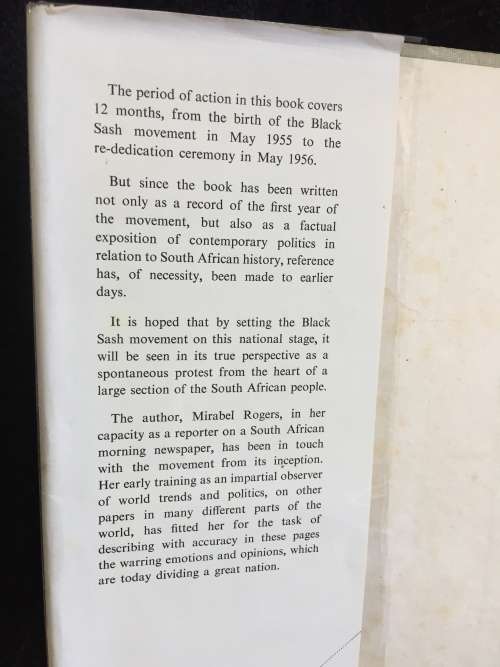 The period of action in this book covers
12 months, from the birth of the Black
Sash movement in May 1955 to the
re-dedication ceremony in May 1956.
But since the book has been written
not only as a record of the first year of
the movement, but also as a factual
exposition of contemporary politics in
relation to South African history, reference
has, of necessity, been made to earlier
days.
It is hoped that by setting the Black
Sash movement on this national stage, it
will be seen in its true perspective as a
spontaneous protest from the heart of a
large section of the South African people.
The author, Mirabel Rogers, in her
capacity as a reporter on a South African
morning newspaper, has been in touch
with the movement from its inception.
Her early training as an impartial observer
of world trends and politics, on other
papers in many different parts of the
world, has fitted her for the task of
describing with accuracy in these pages
the warring emotions and opinions, which
are today dividing a great nation.